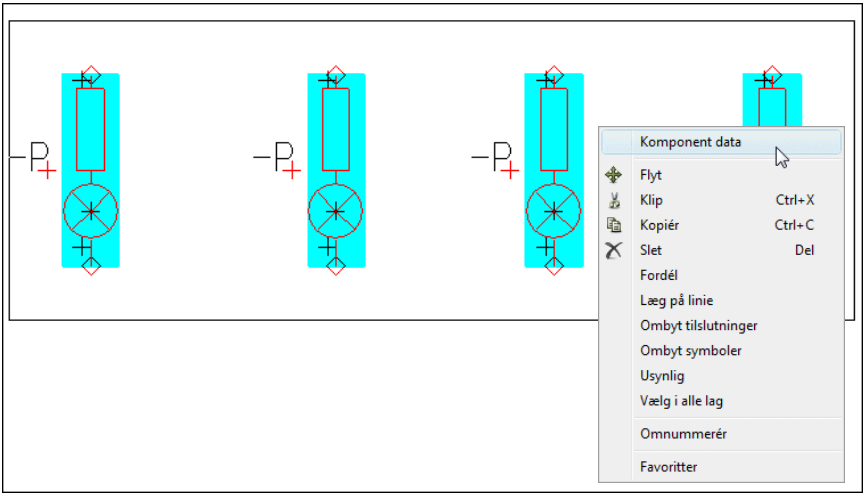 -P
-P
-P
Komponent data
Flyt
Klip Ctrl+X
Kopiér Ctrl+C
Slet Del
Fordél
Læg på linie
Ombyt tilslutninger
Ombyt symboler
Usynlig
Vælg i alle lag
Omnummerér
Favoritter